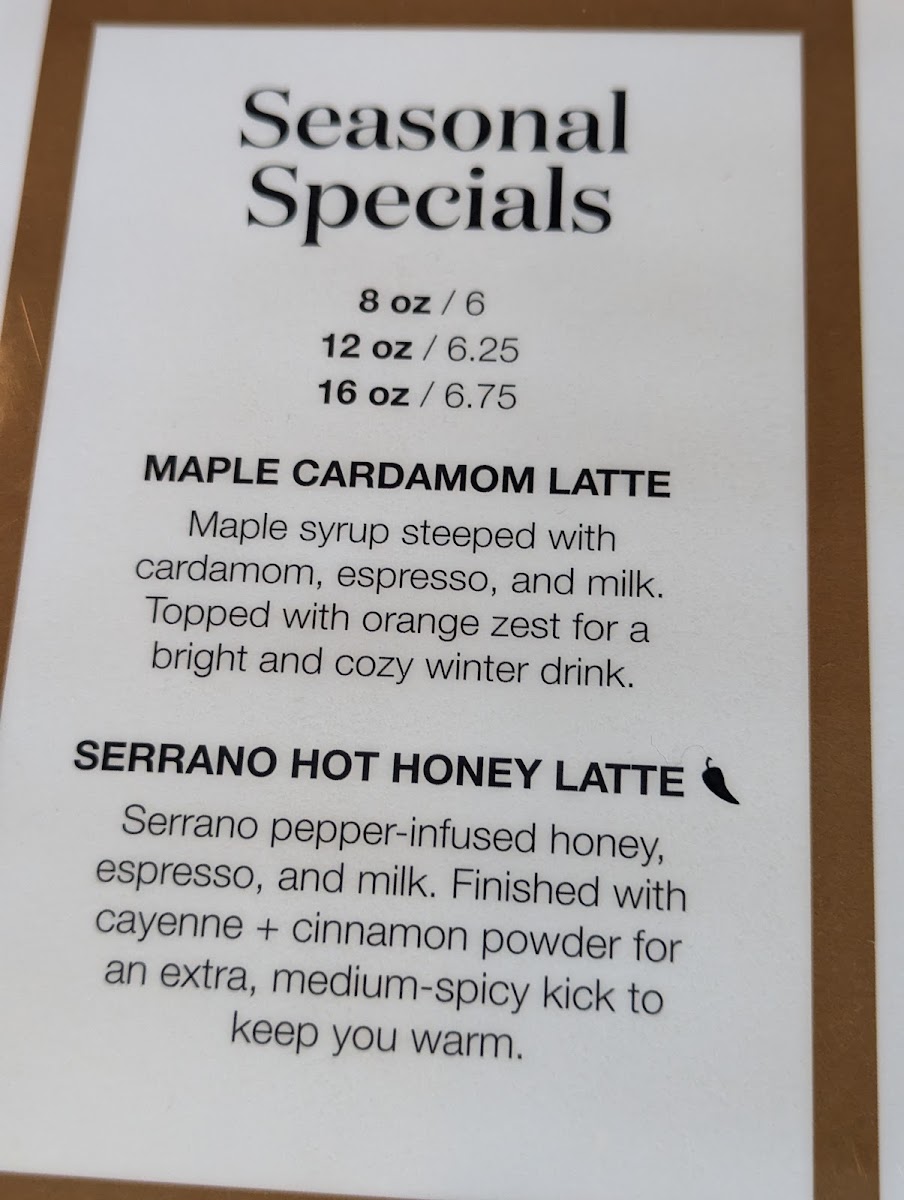 Seasonal
Specials
8 oz / 6
12 oz / 6.25
16 oz / 6.75
MAPLE CARDAMOM LATTE
Maple syrup steeped with
cardamom, espresso, and milk.
Topped with orange zest for a
bright and cozy winter drink.
SERRANO HOT HONEY LATTE
Serrano pepper-infused honey,
espresso, and milk. Finished with
cayenne + cinnamon powder for
an extra, medium-spicy kick to
keep you warm.